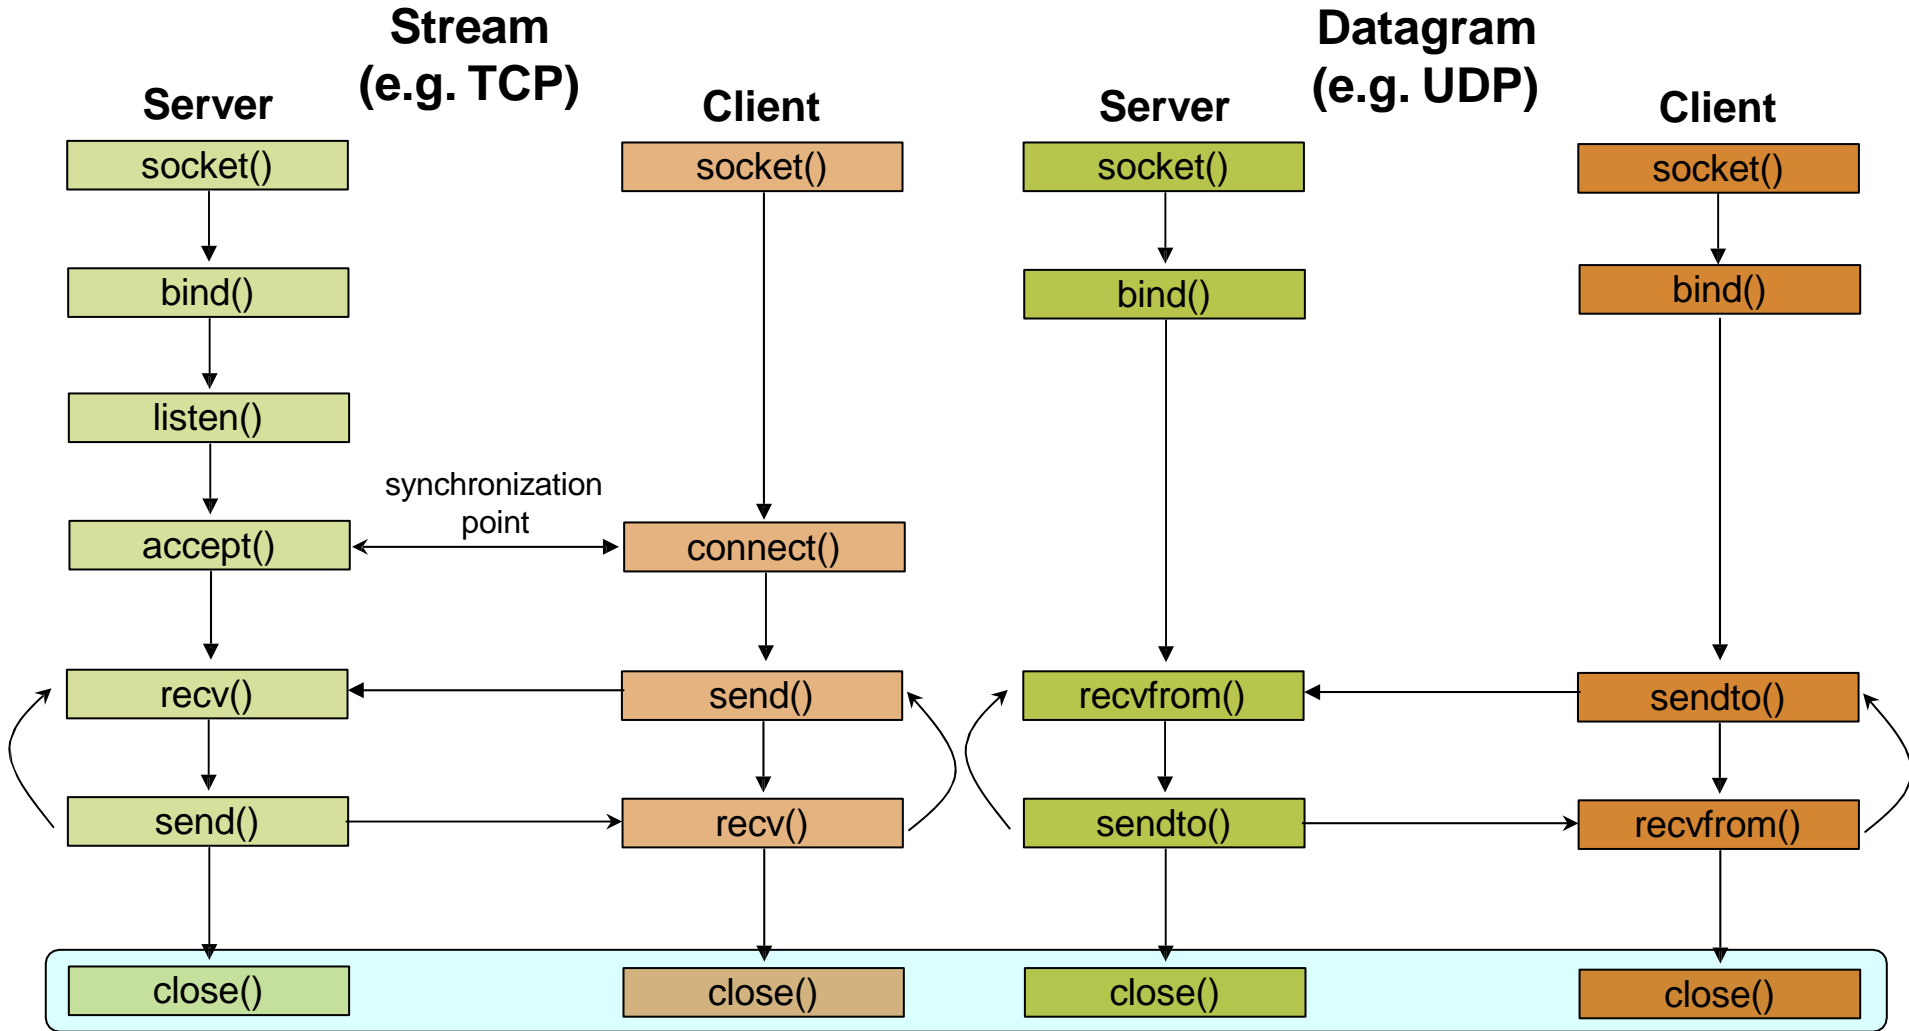 Stream
(e.g. TCP)
Server
Client
socket()
bind()
listen()
accept()
recv()
send()
close()
synchronization
point
socket()
connect()
send()
recv()
close()
Datagram
(e.g. UDP)
Server
Client
socket()
bind()
recvfrom()
sendto()
close()
socket()
bind()
sendto()
recvfrom()
close()